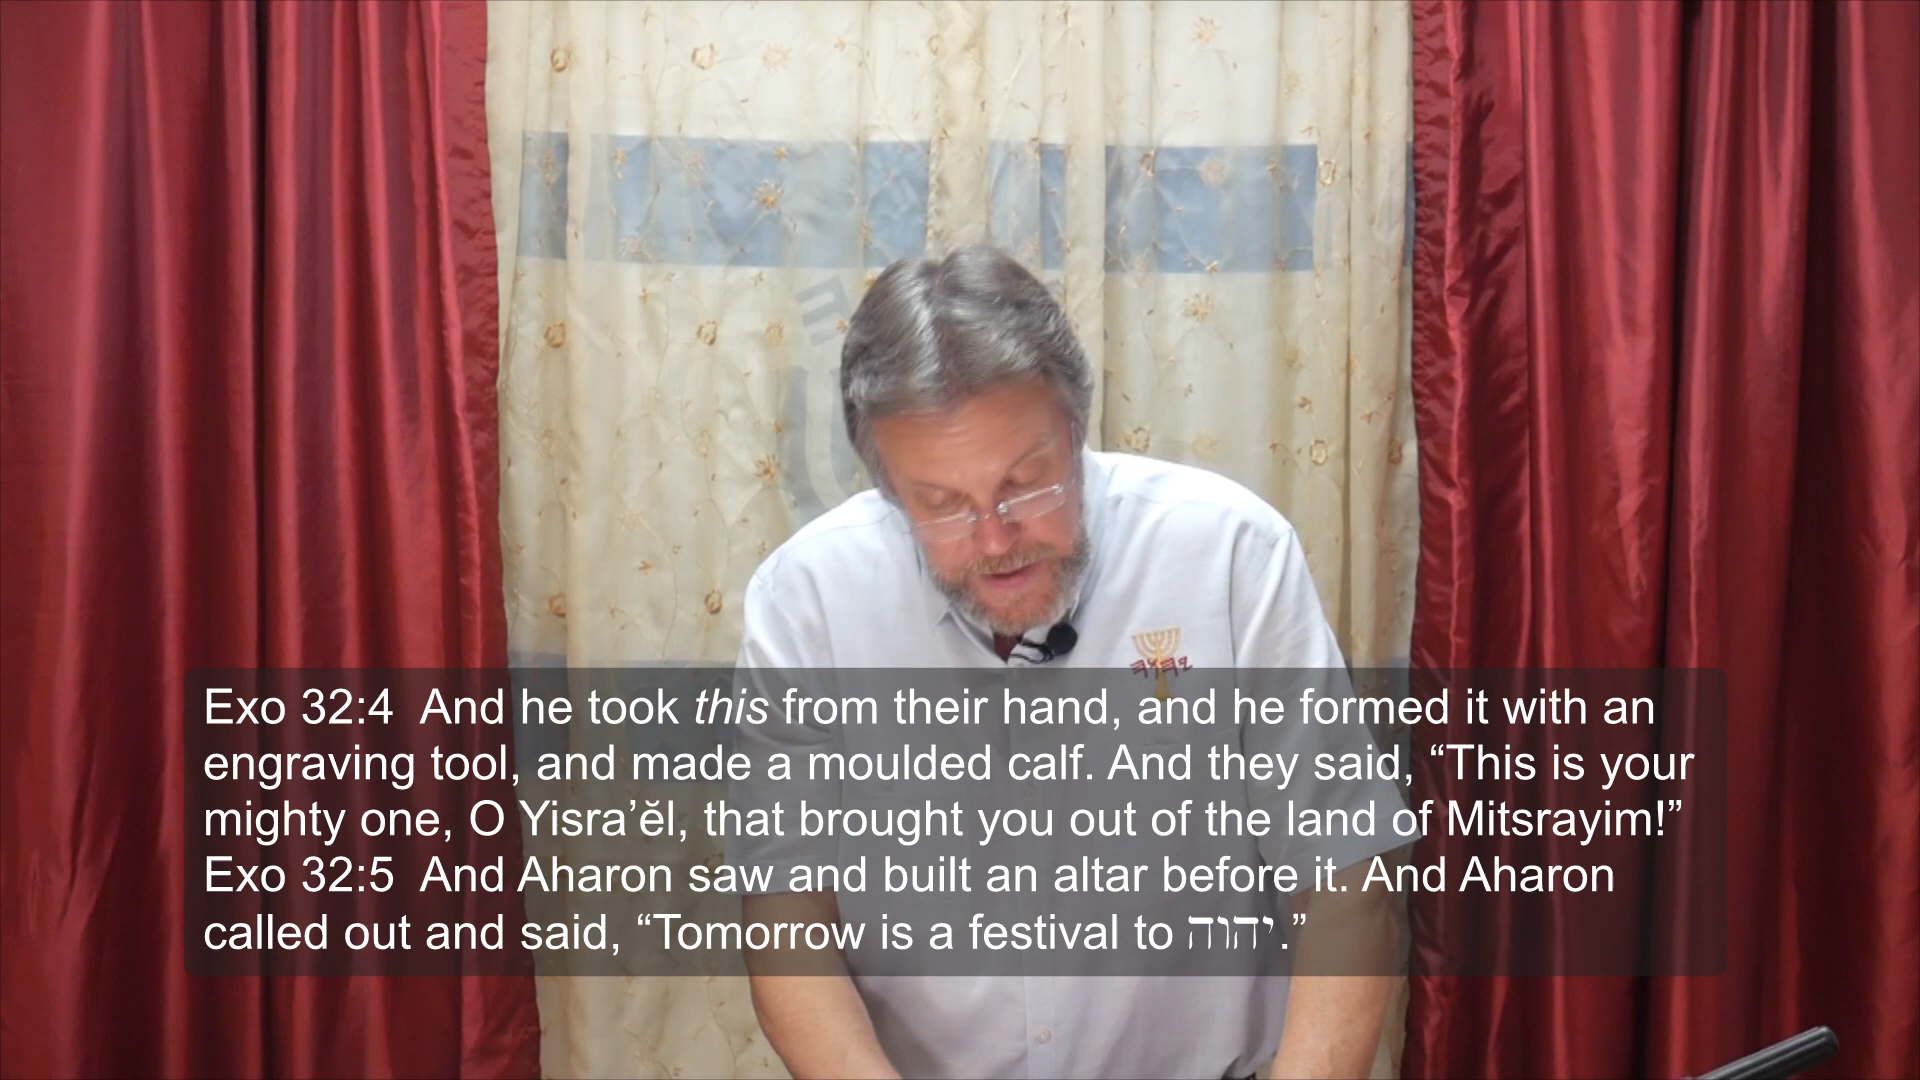 𐤉𐤄𐤅𐤄
Exo 32:4  And he took this from their hand, and he formed it with an
engraving tool, and made a moulded calf. And they said, “This is your
mighty one, O Yisra’ĕl, that brought you out of the land of Mitsrayim!”
Exo 32:5  And Aharon saw and built an altar before it. And Aharon
called out and said, “Tomorrow is a festival to יהוה.”